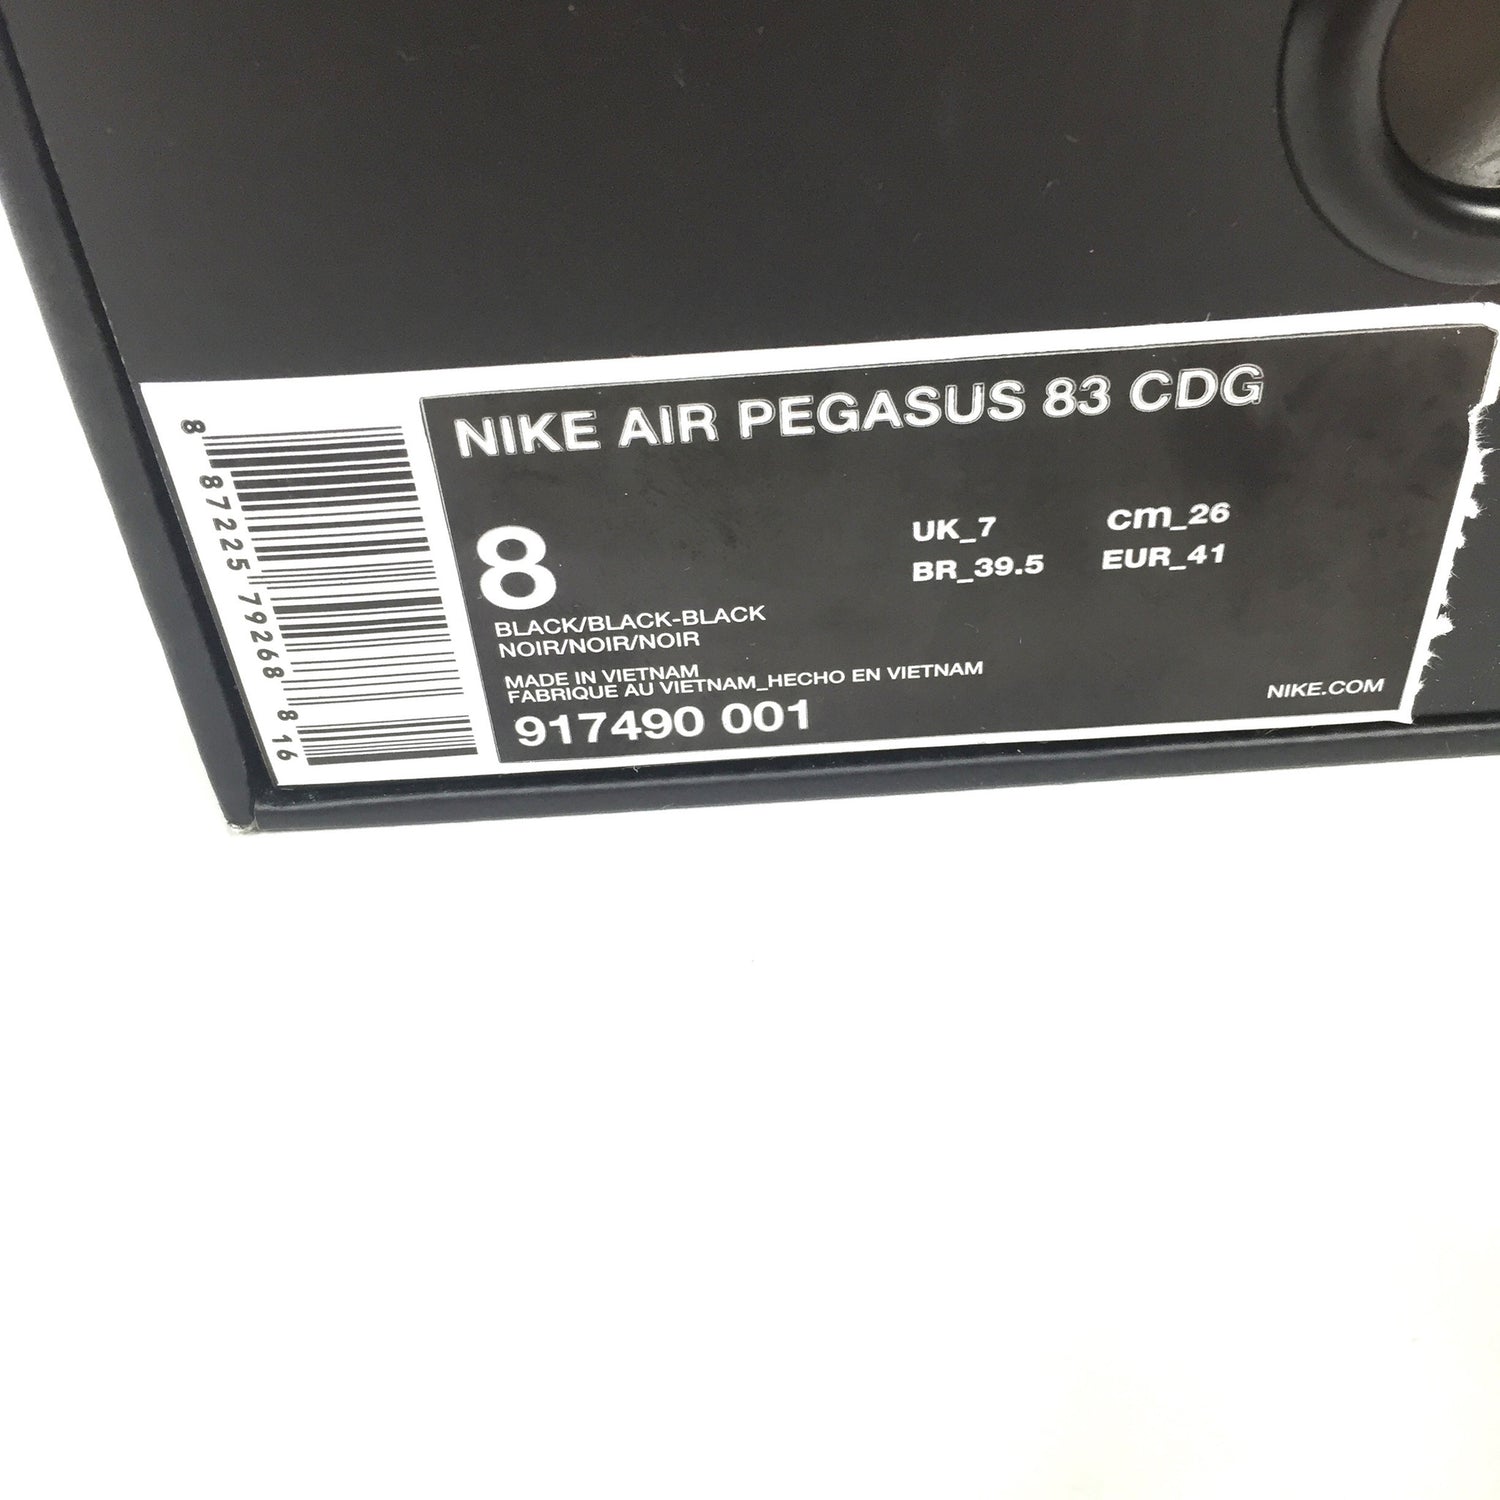 NIKE AIR PEGASUS 83 CDG
8
UK_7 cm_26
BR_39.5 EUR_41
BLACK/BLACK-BLACK
NOIR/NOIR/NOIR
MADE IN VIETNAM
FABRIQUE AU VIETNAM_HECHO EN VIETNAM
917490 001
NIKE.COM
8 87225 79268 8 16